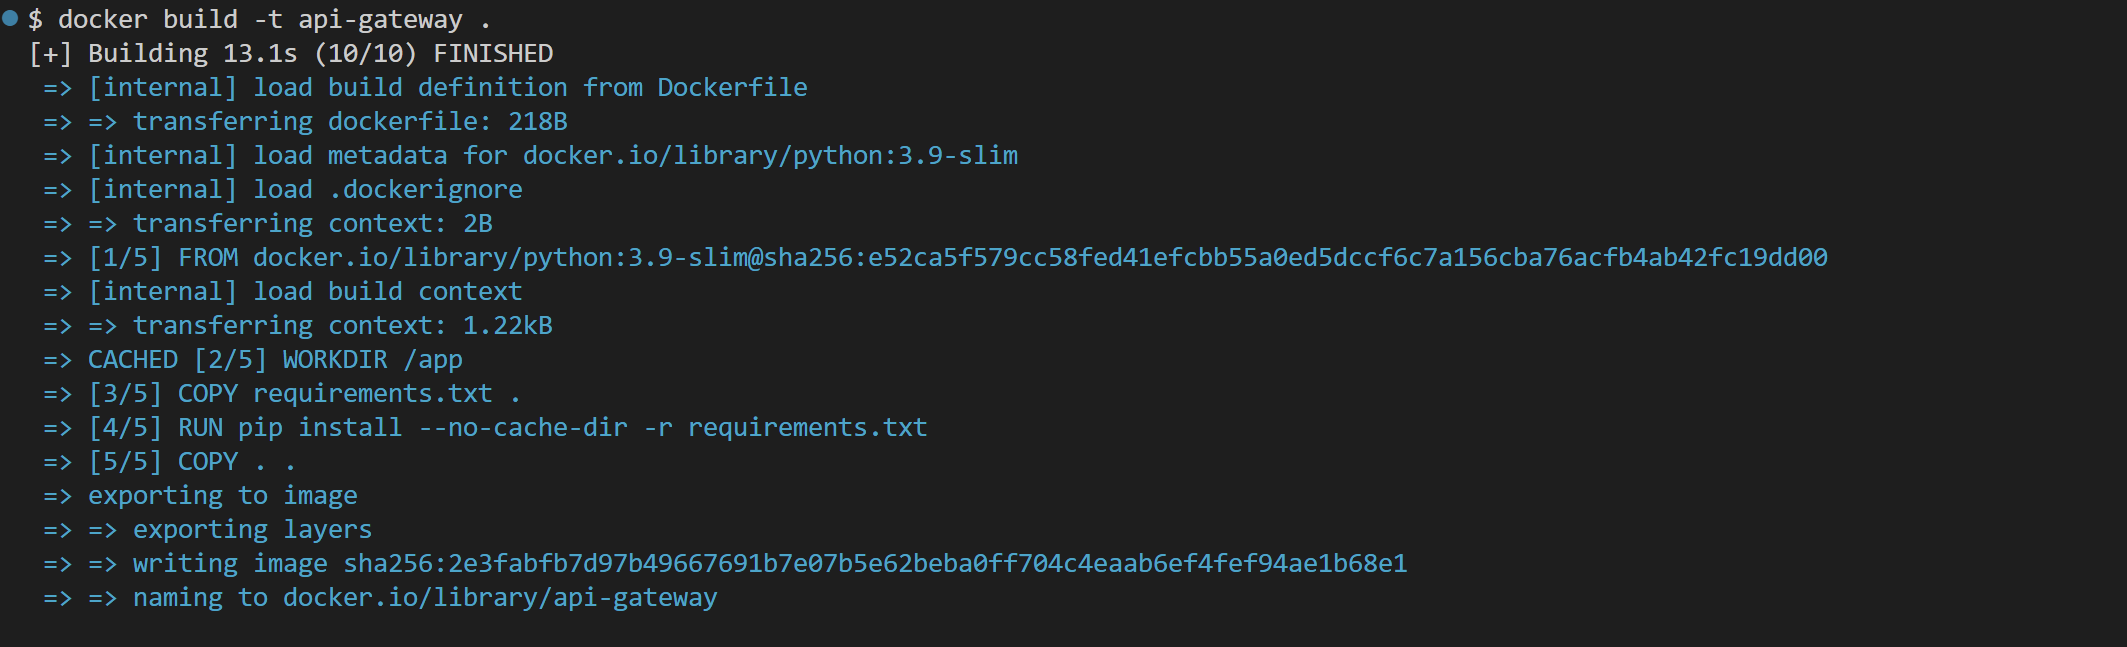 $ docker build -t api-gateway .
[+] Building 13.1s (10/10) FINISHED
=> [internal] load build definition from Dockerfile
=> => transferring dockerfile: 218B
=> [internal] load metadata for docker.io/library/python:3.9-slim
=> [internal] load .dockerignore
=> => transferring context: 2B
=> [1/5] FROM docker.io/library/python:3.9-slim@sha256:e52ca5f579cc58fed41efcbb55a0ed5dccf6c7a156cba76acfb4ab42fc19dd00
=> [internal] load build context
=> => transferring context: 1.22kB
=> CACHED [2/5] WORKDIR /app
=> [3/5] COPY requirements.txt .
=> [4/5] RUN pip install --no-cache-dir -r requirements.txt
=> [5/5] COPY . .
=> exporting to image
=> => exporting layers
=> => writing image sha256:2e3fabfb7d97b49667691b7e07b5e62beba0ff704c4eaab6ef4fef94ae1b68e1
=> => naming to docker.io/library/api-gateway